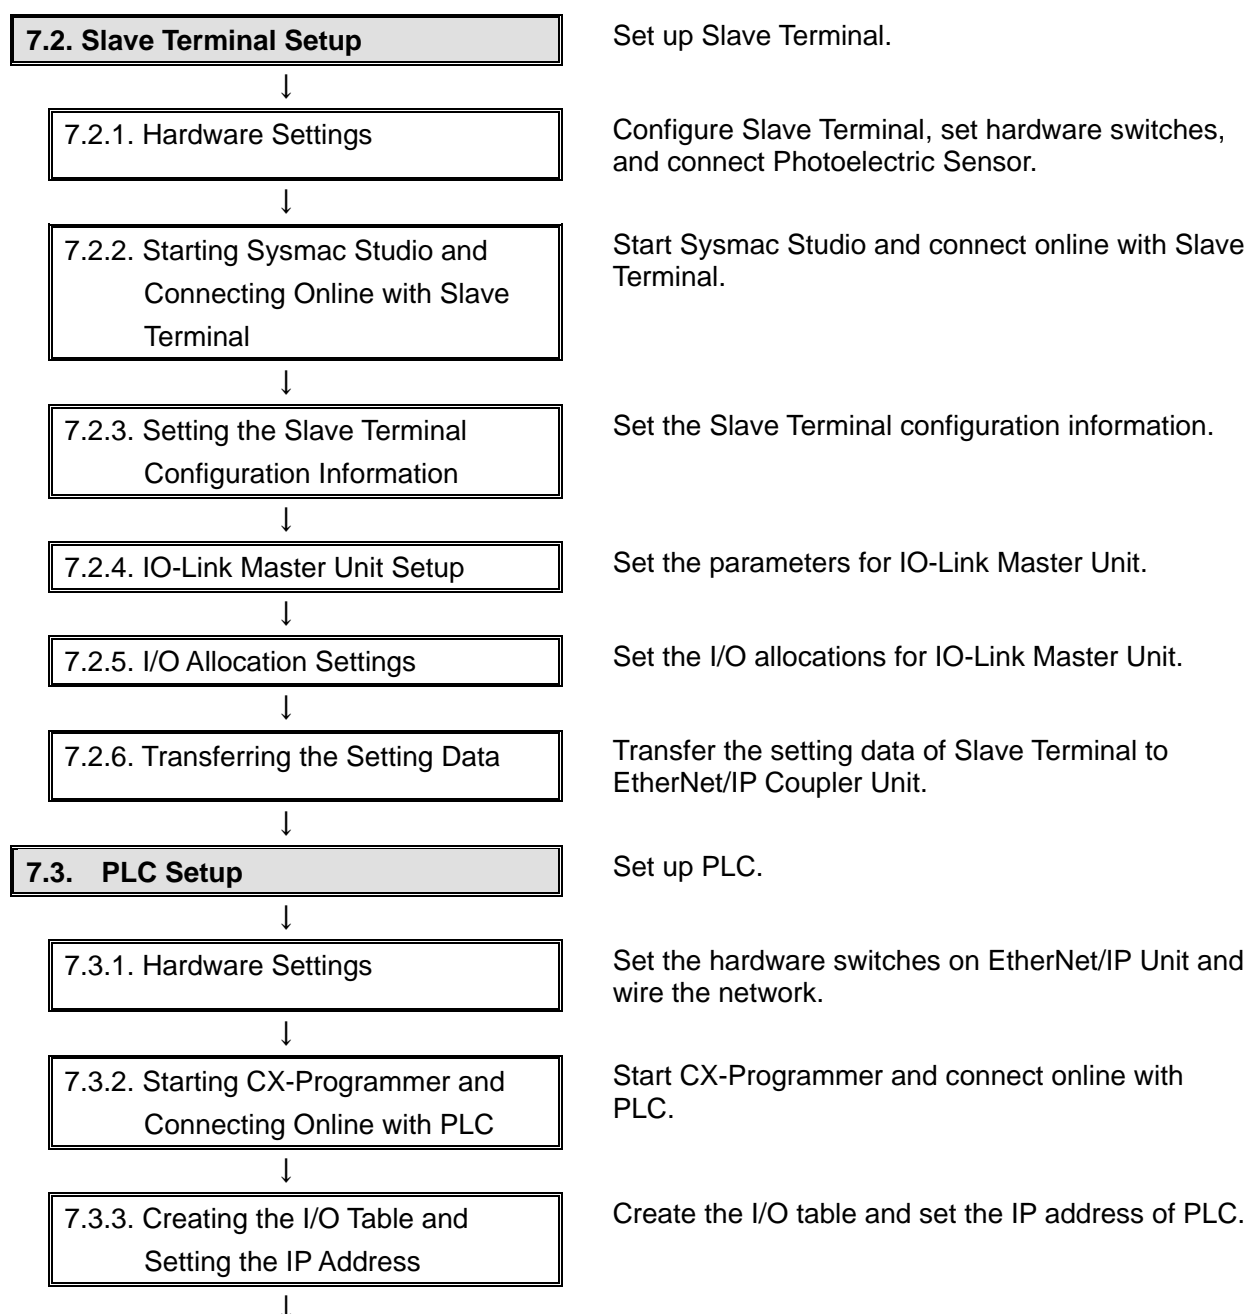 7.2. Slave Terminal Setup
Set up Slave Terminal.
↓
7.2.1. Hardware Settings
Configure Slave Terminal, set hardware switches,
and connect Photoelectric Sensor.
↓
7.2.2. Starting Sysmac Studio and
Connecting Online with Slave
Terminal
Start Sysmac Studio and connect online with Slave
Terminal.
↓
7.2.3. Setting the Slave Terminal
Configuration Information
Set the Slave Terminal configuration information.
↓
7.2.4. IO-Link Master Unit Setup
Set the parameters for IO-Link Master Unit.
↓
7.2.5. I/O Allocation Settings
Set the I/O allocations for IO-Link Master Unit.
↓
7.2.6. Transferring the Setting Data
Transfer the setting data of Slave Terminal to
EtherNet/IP Coupler Unit.
↓
7.3. PLC Setup
Set up PLC.
↓
7.3.1. Hardware Settings
Set the hardware switches on EtherNet/IP Unit and
wire the network.
↓
7.3.2. Starting CX-Programmer and
Connecting Online with PLC
Start CX-Programmer and connect online with
PLC.
↓
7.3.3. Creating the I/O Table and
Setting the IP Address
Create the I/O table and set the IP address of PLC.
↓